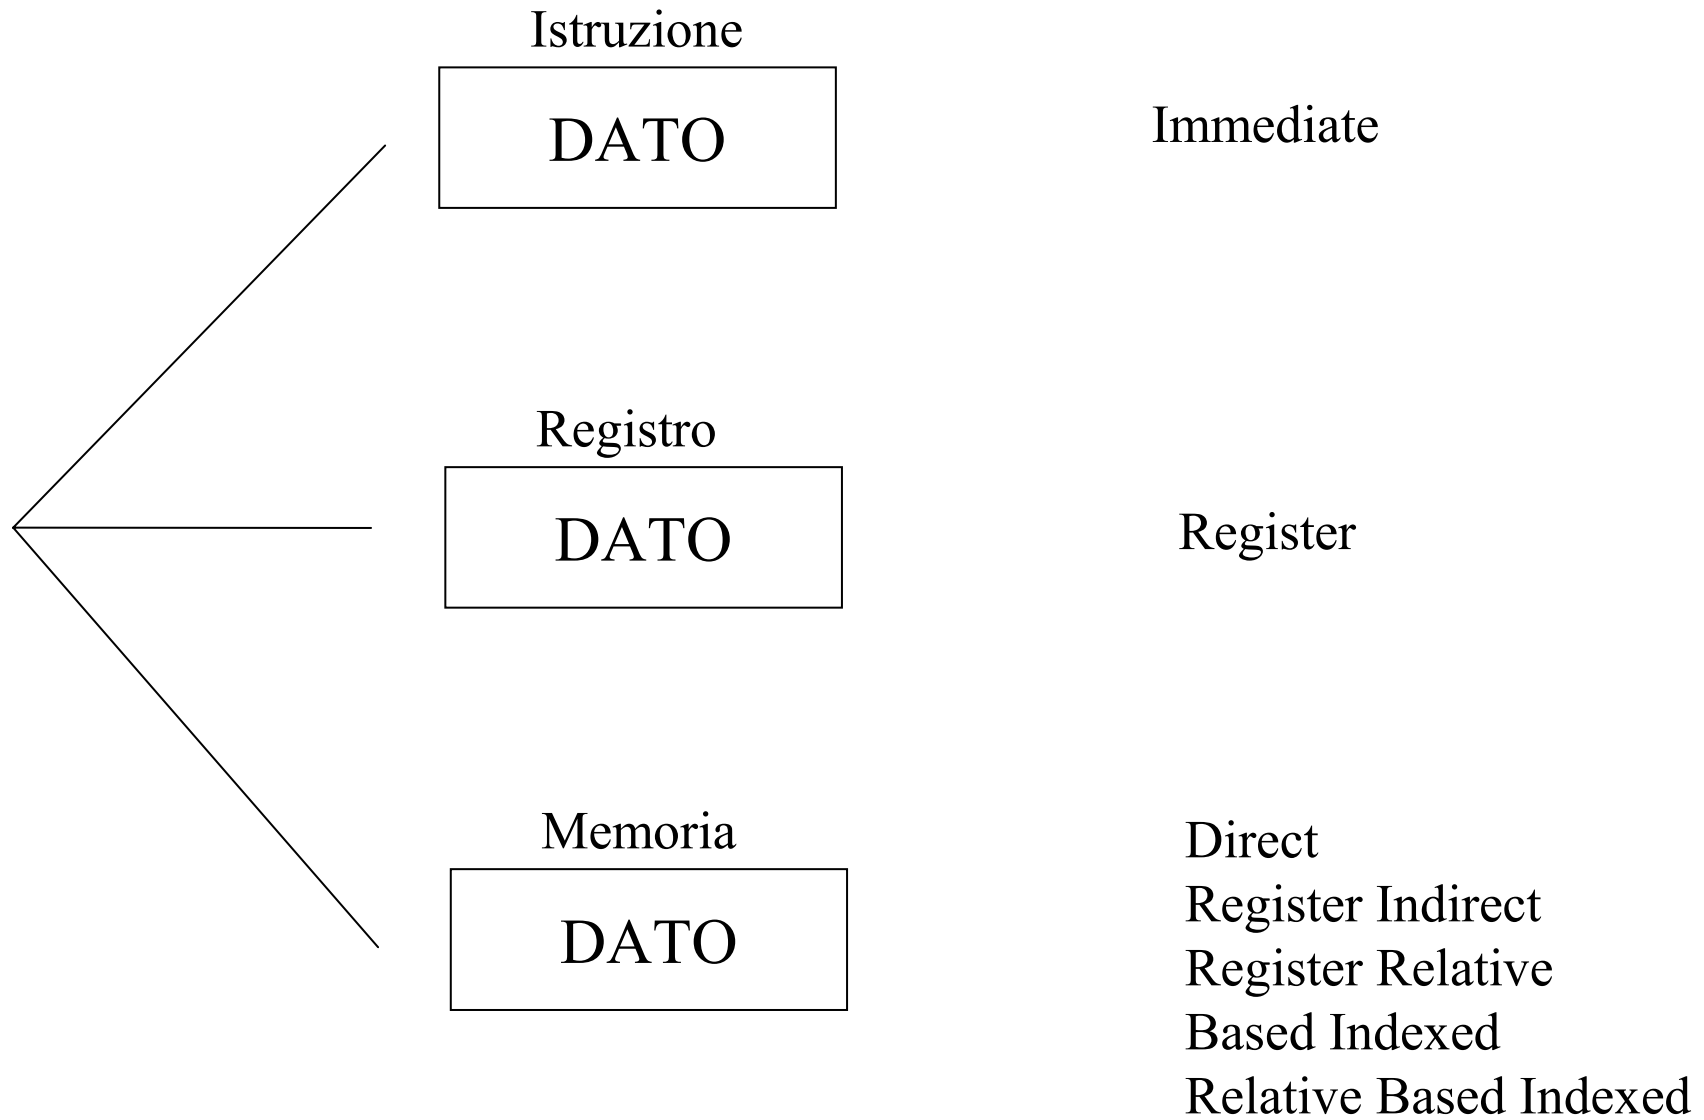 Istruzione
DATO
Immediate
Registro
DATO
Register
Memoria
DATO
Direct
Register Indirect
Register Relative
Based Indexed
Relative Based Indexed